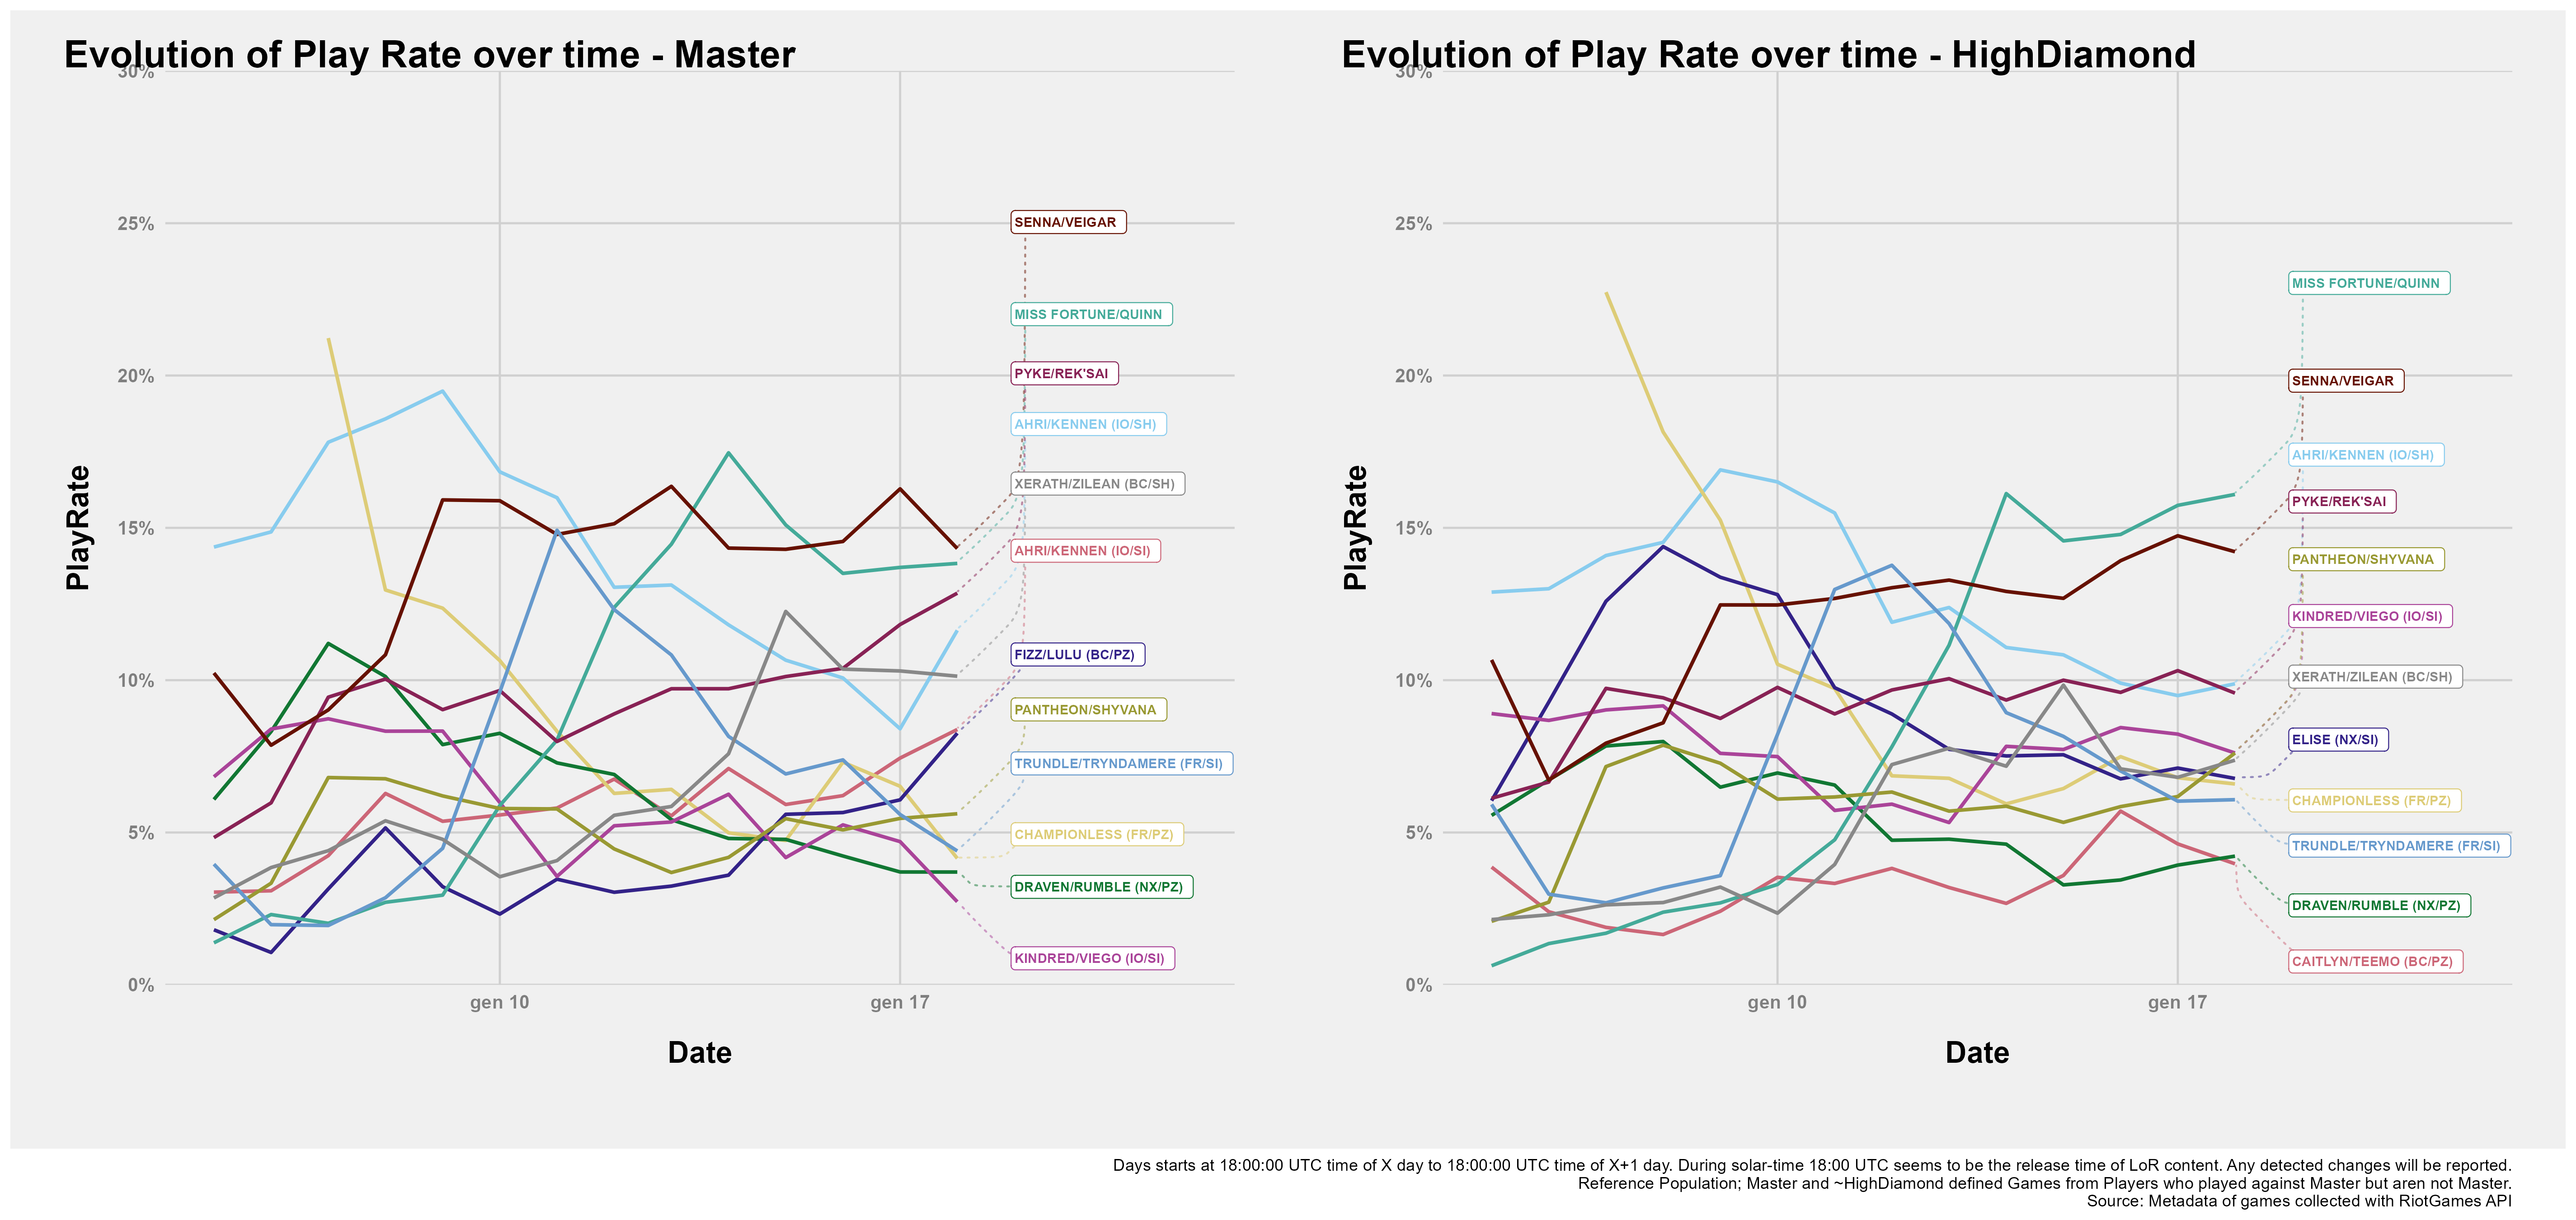 Evolution of Play Rate over time - Master
30%
25%
20%
15%
10%
5%
0%
PlayRate
SENNA/VEIGAR
MISS FORTUNE/QUINN
PYKE/REK'SAI
AHRI/KENNEN (IO/SH)
XERATH/ZILEAN (BC/SH)
AHRI/KENNEN (IO/SI)
FIZZ/LULU (BC/PZ)
PANTHEON/SHYVANA
TRUNDLE/TRYNDAMERE (FR/SI)
CHAMPIONLESS (FR/PZ)
DRAVEN/RUMBLE (NX/PZ)
KINDRED/VIEGO (IO/SI)
gen 10
gen 17
Date
Evolution of Play Rate over time - HighDiamond
30%
25%
20%
15%
10%
5%
0%
PlayRate
MISS FORTUNE/QUINN
SENNA/VEIGAR
AHRI/KENNEN (IO/SH)
PYKE/REK'SAI
PANTHEON/SHYVANA
KINDRED/VIEGO (IO/SI)
XERATH/ZILEAN (BC/SH)
ELISE (NX/SI)
CHAMPIONLESS (FR/PZ)
TRUNDLE/TRYNDAMERE (FR/SI)
DRAVEN/RUMBLE (NX/PZ)
CAITLYN/TEEMO (BC/PZ)
gen 10
gen 17
Date
Days starts at 18:00:00 UTC time of X day to 18:00:00 UTC time of X+1 day. During solar-time 18:00 UTC seems to be the release time of LoR content. Any detected changes will be reported.
Reference Population; Master and ~HighDiamond defined Games from Players who played against Master but aren not Master.
Source: Metadata of games collected with RiotGames API